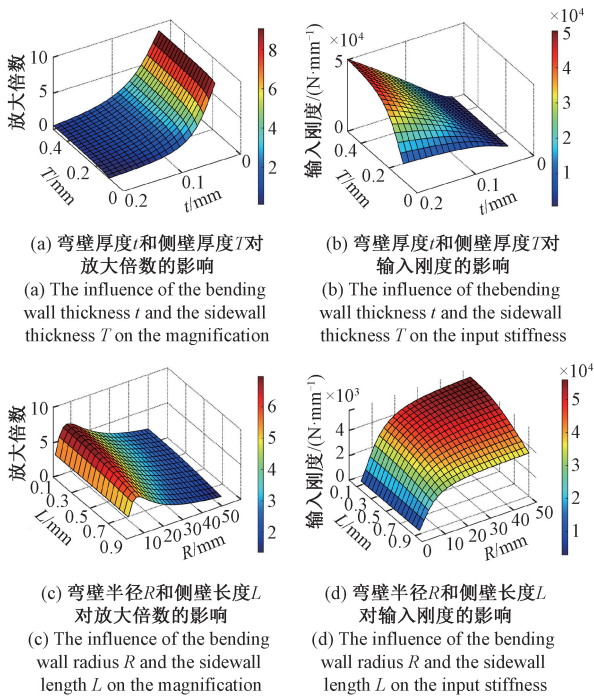 放大倍数
10
5
0
0.4
0.2
0
T/mm
0.2
0.1
0
t/mm
8
6
4
2
×10⁴
5
0
输入刚度/(N·mm⁻¹)
0.4
0.2
0
T/mm
0.2
0.1
0
t/mm
×10⁴
5
4
3
2
1
(a) 弯壁厚度t和侧壁厚度T对
放大倍数的影响
(a) The influence of the bending
wall thickness t and the sidewall
thickness T on the magnification
(b) 弯壁厚度t和侧壁厚度T对
输入刚度的影响
(b) The influence of thebending
wall thickness t and the sidewall
thickness T on the input stiffness
放大倍数
10
5
0
0.1
0.3
0.5
0.7
0.9
L/mm
10
20
30
40
50
R/mm
6
5
4
3
2
×10³
4
2
0
输入刚度/(N·mm⁻¹)
0.1
0.3
0.5
0.7
0.9
L/mm
0
10
20
30
40
50
R/mm
×10⁴
5
4
3
2
1
(c) 弯壁半径R和侧壁长度L
对放大倍数的影响
(c) The influence of the bending
wall radius R and the sidewall
length L on the magnification
(d) 弯壁半径R和侧壁长度L
对输入刚度的影响
(d) The influence of the bending
wall radius R and the sidewall
length L on the input stiffness